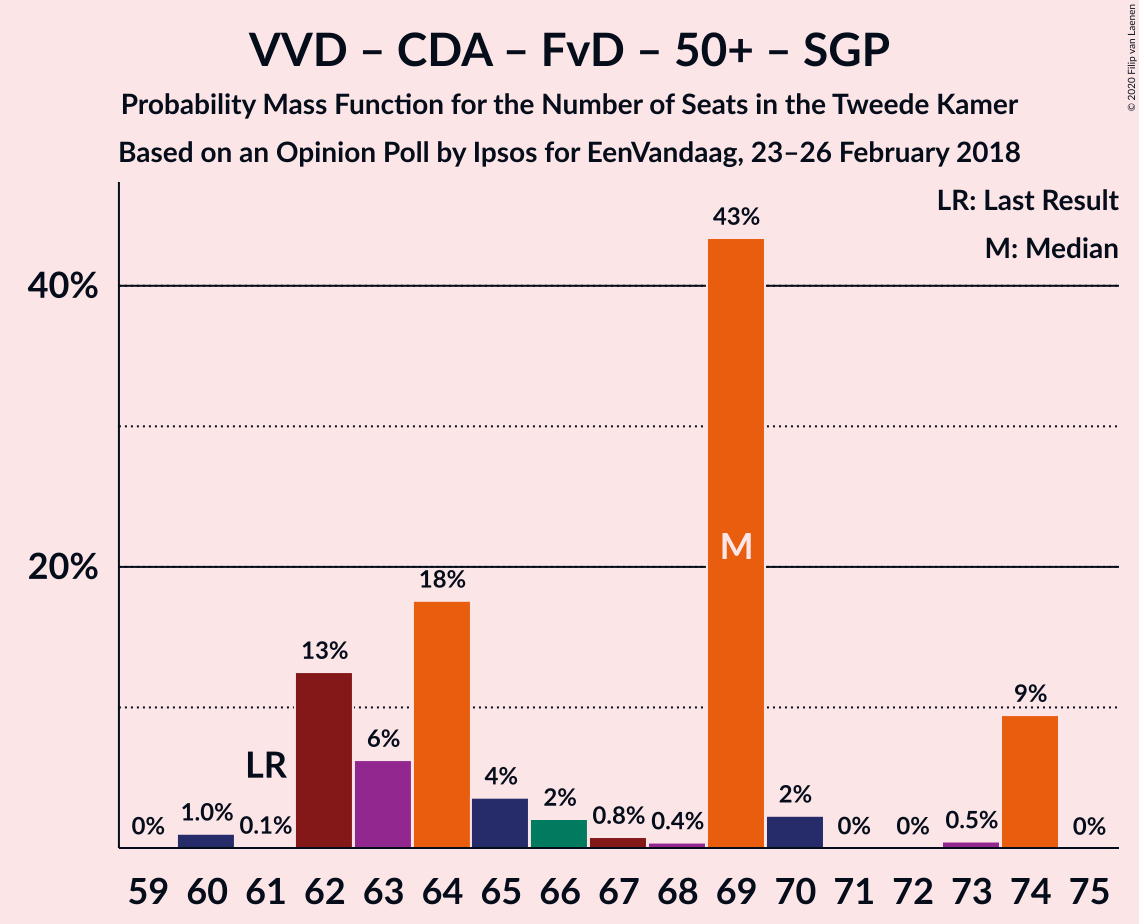 VVD – CDA – FvD – 50+ – SGP
Probability Mass Function for the Number of Seats in the Tweede Kamer
Based on an Opinion Poll by Ipsos for EenVandaag, 23–26 February 2018
© 2020 Filip van Laenen
LR: Last Result
M: Median
43%
40%
M
20%
18%
13%
9%
LR
6%
4%
2%
2%
0%
1.0%
0.1%
0.8%
0.4%
0%
0%
0.5%
0%
59 60 61 62 63 64 65 66 67 68 69 70 71 72 73 74 75